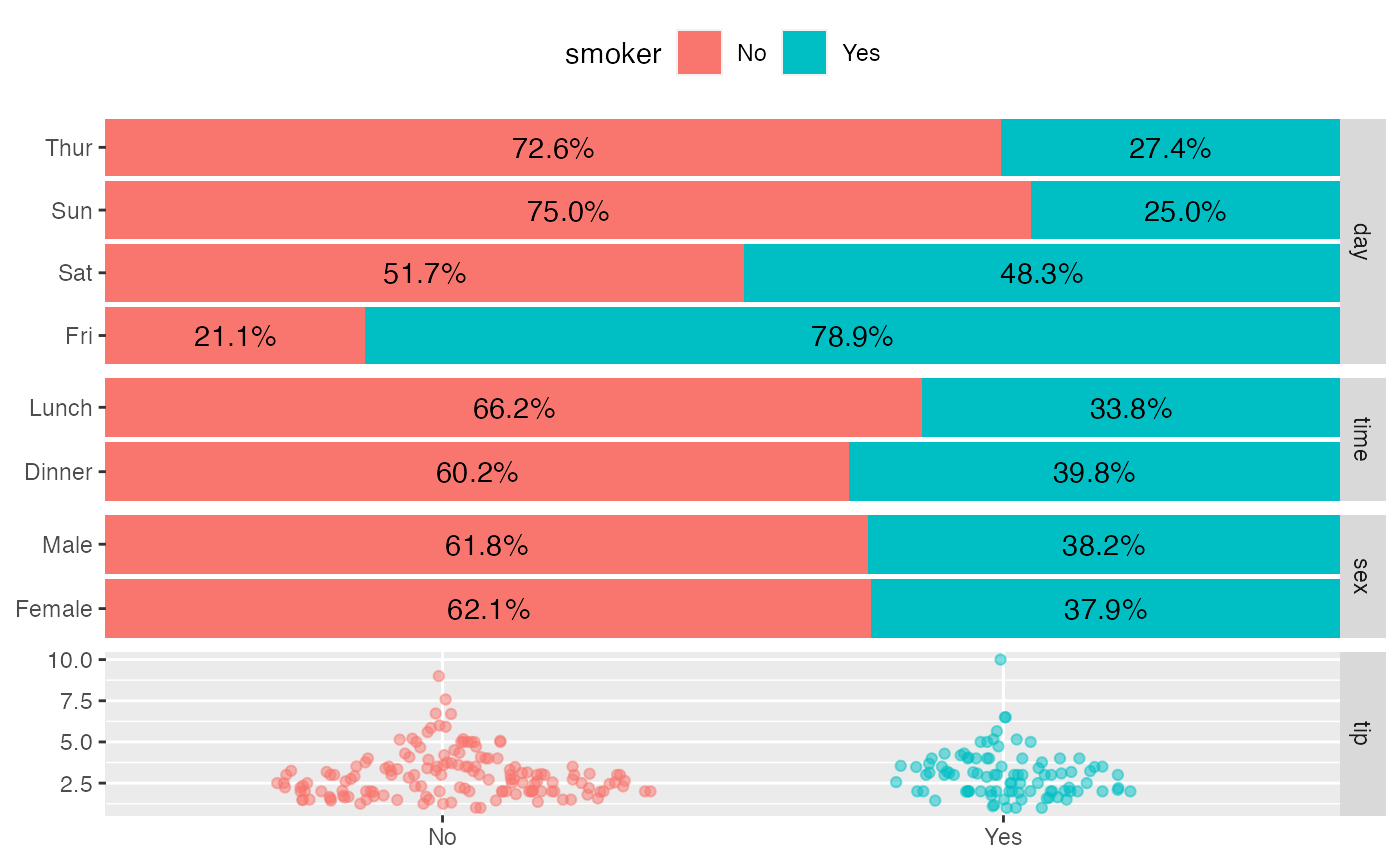 smoker No Yes
Thur 72.6% 27.4%
Sun 75.0% 25.0%
Sat 51.7% 48.3%
Fri 21.1% 78.9%
day
Lunch 66.2% 33.8%
Dinner 60.2% 39.8%
time
Male 61.8% 38.2%
Female 62.1% 37.9%
sex
10.0
7.5
5.0
2.5
tip
No Yes